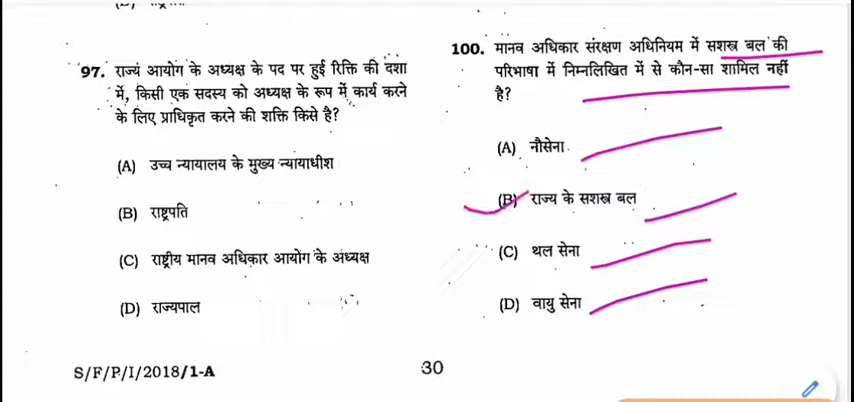 97. राज्य आयोग के अध्यक्ष के पद पर हुई रिक्ति की दशा
में, किसी एक सदस्य को अध्यक्ष के रूप में कार्य करने
के लिए प्राधिकृत करने की शक्ति किसे है?
(A) उच्च न्यायालय के मुख्य न्यायाधीश
(B) राष्ट्रपति
(C) राष्ट्रीय मानव अधिकार आयोग के अध्यक्ष
(D) राज्यपाल
100. मानव अधिकार संरक्षण अधिनियम में सशस्त्र बल की
परिभाषा में निम्नलिखित में से कौन-सा शामिल नहीं
है?
(A) नौसेना
(B) राज्य के सशस्त्र बल
(C) थल सेना
(D) वायु सेना
S/F/P/I/2018/1-A
30